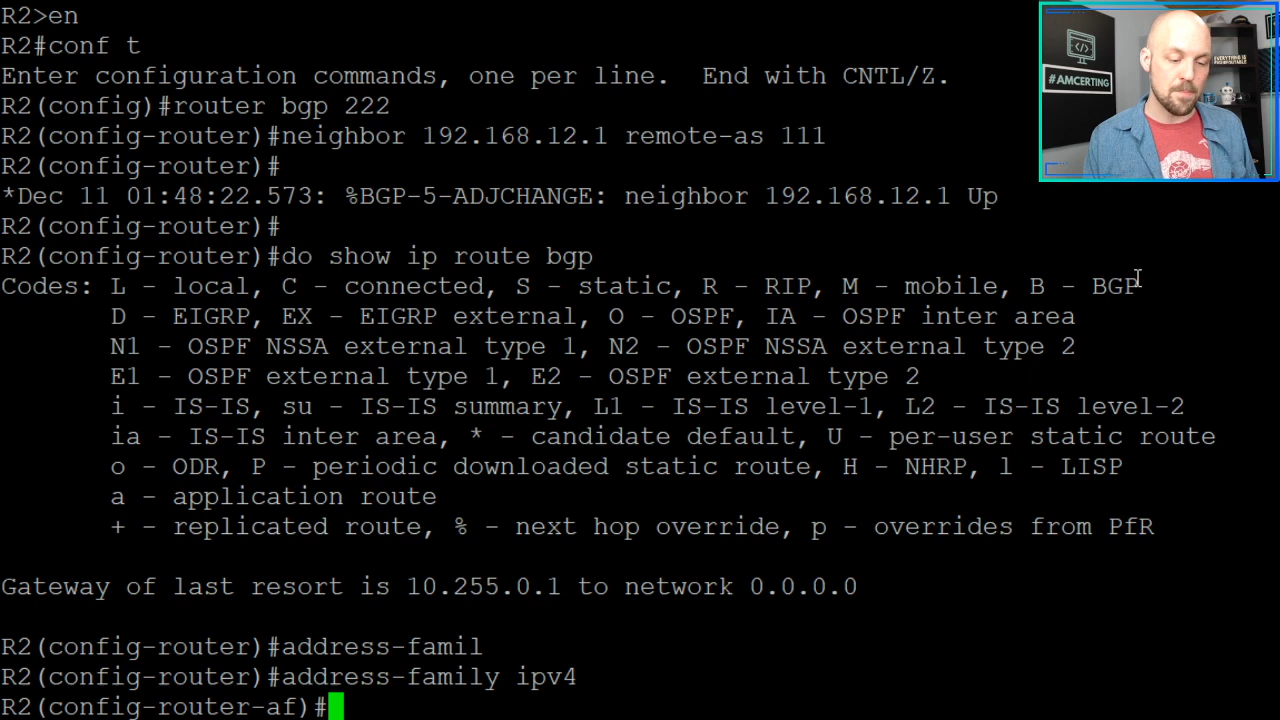 R2>en
R2#conf t
Enter configuration commands, one per line.  End with CNTL/Z.
R2(config)#router bgp 222
R2(config-router)#neighbor 192.168.12.1 remote-as 111
R2(config-router)#
*Dec 11 01:48:22.573: %BGP-5-ADJCHANGE: neighbor 192.168.12.1 Up
R2(config-router)#
R2(config-router)#do show ip route bgp
Codes: L - local, C - connected, S - static, R - RIP, M - mobile, B - BGP
D - EIGRP, EX - EIGRP external, O - OSPF, IA - OSPF inter area
N1 - OSPF NSSA external type 1, N2 - OSPF NSSA external type 2
E1 - OSPF external type 1, E2 - OSPF external type 2
i - IS-IS, su - IS-IS summary, L1 - IS-IS level-1, L2 - IS-IS level-2
ia - IS-IS inter area, * - candidate default, U - per-user static route
o - ODR, P - periodic downloaded static route, H - NHRP, l - LISP
a - application route
+ - replicated route, % - next hop override, p - overrides from PfR
Gateway of last resort is 10.255.0.1 to network 0.0.0.0
R2(config-router)#address-famil
R2(config-router)#address-family ipv4
R2(config-router-af)#
#AMCERTING
EVERYTHING IS